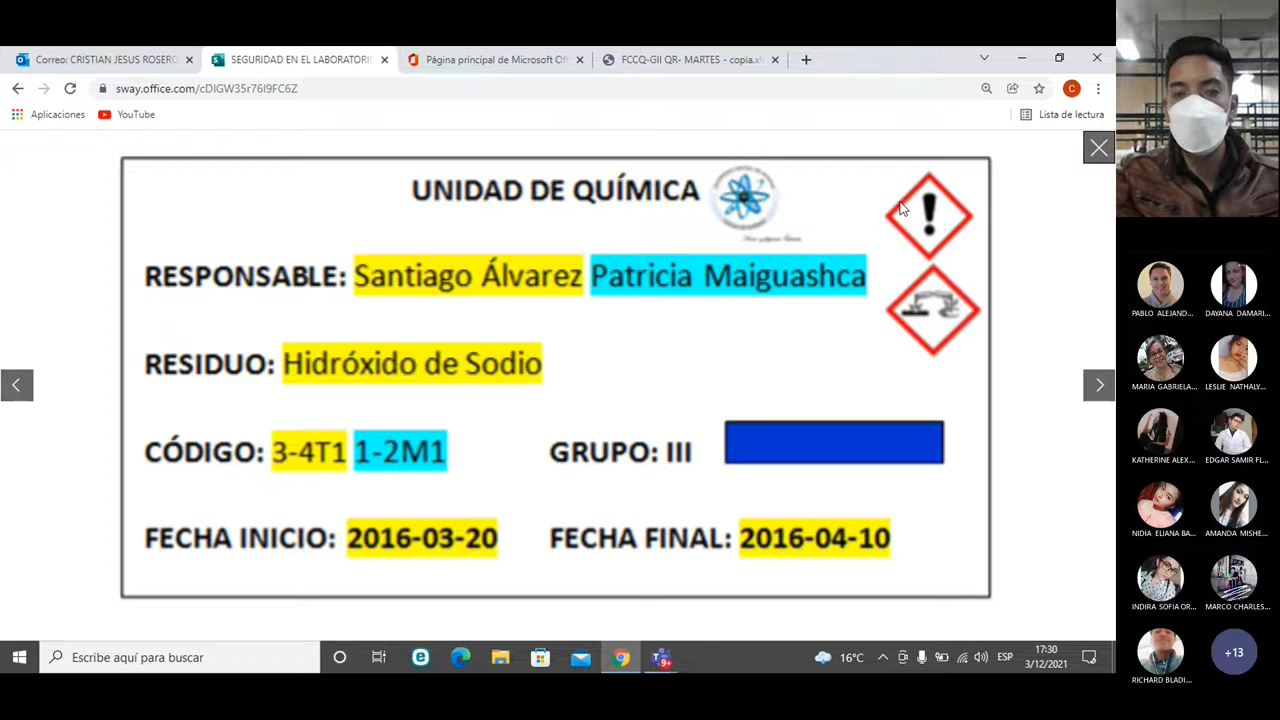 Correo: CRISTIAN JESUS ROSERO
SEGURIDAD EN EL LABORATORI
Página principal de Microsoft Of
FCCQ-GII QR- MARTES - copia.x
sway.office.com/cDIGW35r76I9FC6Z
C
Aplicaciones
YouTube
Lista de lectura
UNIDAD DE QUÍMICA
RESPONSABLE: Santiago Álvarez Patricia Maiguashca
RESIDUO: Hidróxido de Sodio
CÓDIGO: 3-4T1 1-2M1 GRUPO: III
FECHA INICIO: 2016-03-20 FECHA FINAL: 2016-04-10
Escribe aquí para buscar
9+
16°C
ESP
17:30
3/12/2021
PABLO ALEJAND...
DAYANA DAMARI...
MARIA GABRIELA...
LESLIE NATHALY...
KATHERINE ALEX...
EDGAR SAMIR FL...
NIDIA ELIANA BA...
AMANDA MISHE...
INDIRA SOFIA OR...
MARCO CHARLES...
RICHARD BLADI...
+13